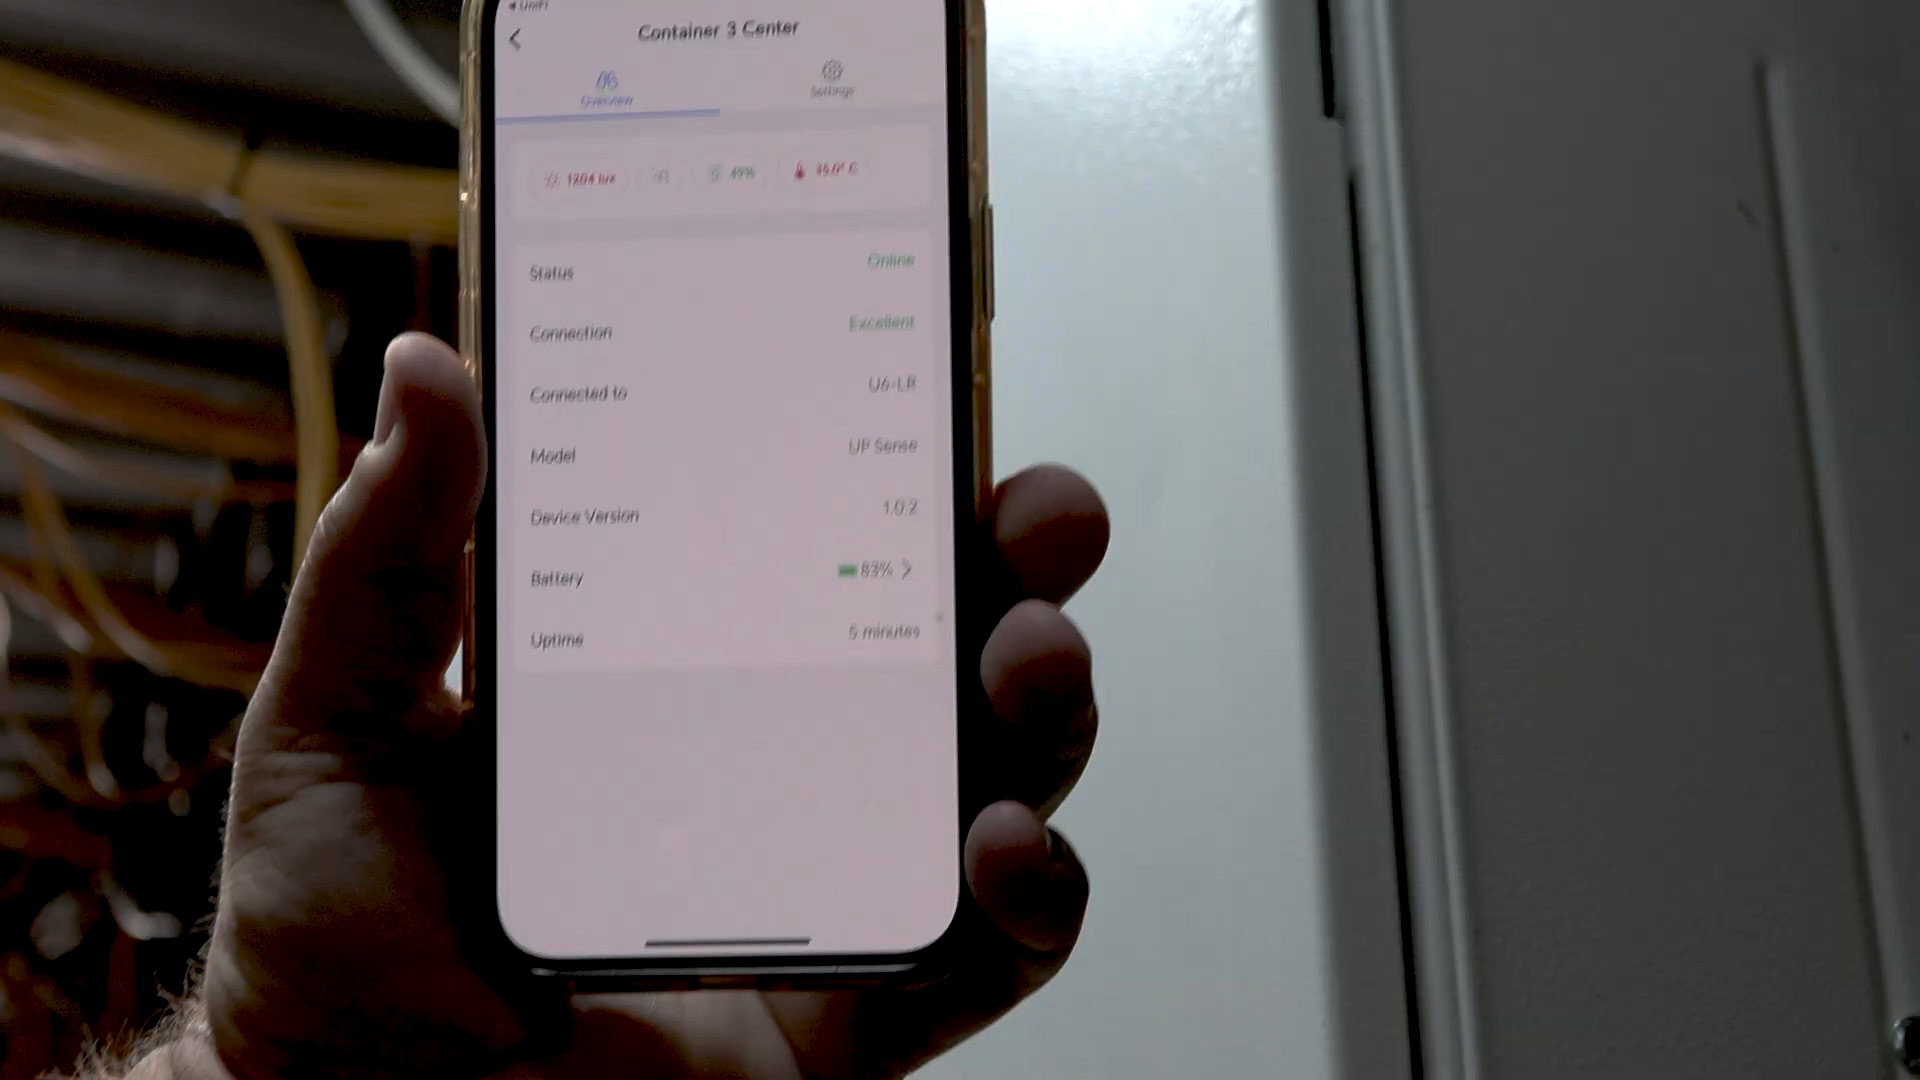 ◀ UniFi
Container 3 Center
Overview
Settings
1204 lux
49%
Status Online
Connection Excellent
Connected to U6-LR
Model UP Sense
Device Version 1.0.2
Battery 83%
Uptime 5 minutes